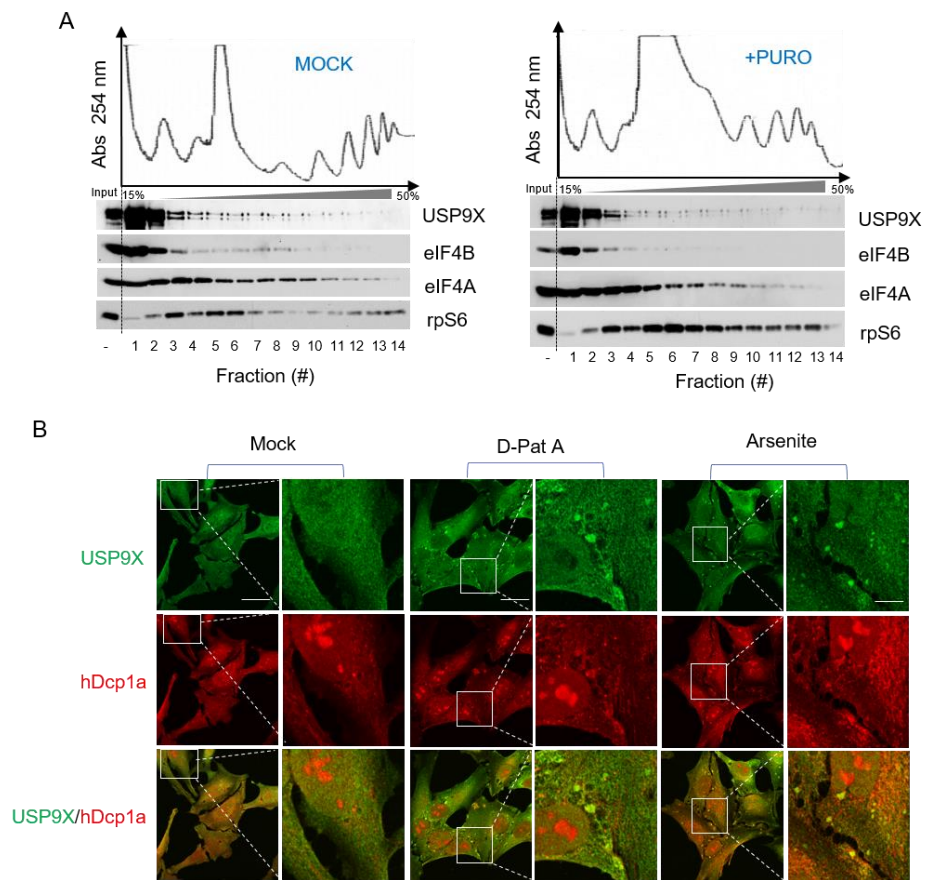 A
MOCK
+PURO
Abs 254 nm
Abs 254 nm
Input 15% 50%
Input 15% 50%
USP9X
USP9X
eIF4B
eIF4B
eIF4A
eIF4A
rpS6
rpS6
- 1 2 3 4 5 6 7 8 9 10 11 12 13 14
- 1 2 3 4 5 6 7 8 9 10 11 12 13 14
Fraction (#)
Fraction (#)
B
Mock
D-Pat A
Arsenite
USP9X
hDcp1a
USP9X/hDcp1a